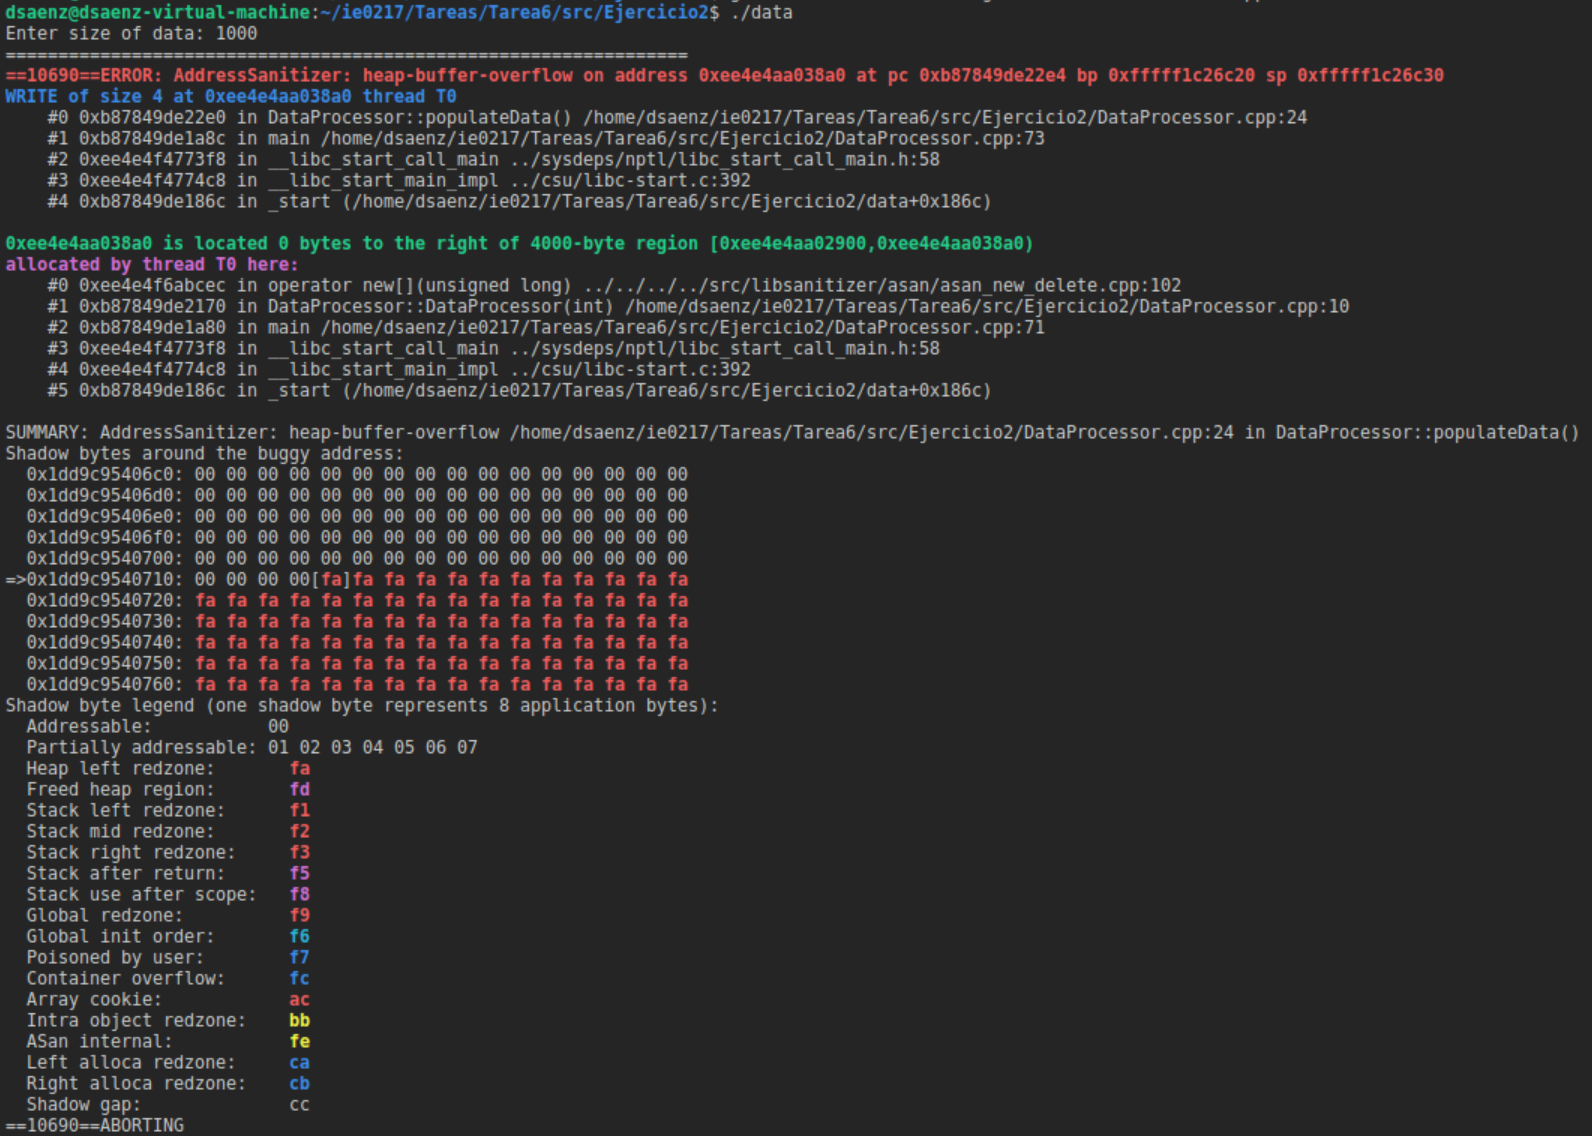 dsaenz@dsaenz-virtual-machine:~/ie0217/Tareas/Tarea6/src/Ejercicio2$ ./data
Enter size of data: 1000
=================================================================
==10690==ERROR: AddressSanitizer: heap-buffer-overflow on address 0xee4e4aa038a0 at pc 0xb87849de22e4 bp 0xfffff1c26c20 sp 0xfffff1c26c30
WRITE of size 4 at 0xee4e4aa038a0 thread T0
    #0 0xb87849de22e0 in DataProcessor::populateData() /home/dsaenz/ie0217/Tareas/Tarea6/src/Ejercicio2/DataProcessor.cpp:24
    #1 0xb87849de1a8c in main /home/dsaenz/ie0217/Tareas/Tarea6/src/Ejercicio2/DataProcessor.cpp:73
    #2 0xee4e4f4773f8 in __libc_start_call_main ../sysdeps/nptl/libc_start_call_main.h:58
    #3 0xee4e4f4774c8 in __libc_start_main_impl ../csu/libc-start.c:392
    #4 0xb87849de186c in _start (/home/dsaenz/ie0217/Tareas/Tarea6/src/Ejercicio2/data+0x186c)

0xee4e4aa038a0 is located 0 bytes to the right of 4000-byte region [0xee4e4aa02900,0xee4e4aa038a0)
allocated by thread T0 here:
    #0 0xee4e4f6abcec in operator new[](unsigned long) ../../../../src/libsanitizer/asan/asan_new_delete.cpp:102
    #1 0xb87849de2170 in DataProcessor::DataProcessor(int) /home/dsaenz/ie0217/Tareas/Tarea6/src/Ejercicio2/DataProcessor.cpp:10
    #2 0xb87849de1a80 in main /home/dsaenz/ie0217/Tareas/Tarea6/src/Ejercicio2/DataProcessor.cpp:71
    #3 0xee4e4f4773f8 in __libc_start_call_main ../sysdeps/nptl/libc_start_call_main.h:58
    #4 0xee4e4f4774c8 in __libc_start_main_impl ../csu/libc-start.c:392
    #5 0xb87849de186c in _start (/home/dsaenz/ie0217/Tareas/Tarea6/src/Ejercicio2/data+0x186c)

SUMMARY: AddressSanitizer: heap-buffer-overflow /home/dsaenz/ie0217/Tareas/Tarea6/src/Ejercicio2/DataProcessor.cpp:24 in DataProcessor::populateData()
Shadow bytes around the buggy address:
  0x1dd9c95406c0: 00 00 00 00 00 00 00 00 00 00 00 00 00 00 00 00
  0x1dd9c95406d0: 00 00 00 00 00 00 00 00 00 00 00 00 00 00 00 00
  0x1dd9c95406e0: 00 00 00 00 00 00 00 00 00 00 00 00 00 00 00 00
  0x1dd9c95406f0: 00 00 00 00 00 00 00 00 00 00 00 00 00 00 00 00
  0x1dd9c9540700: 00 00 00 00 00 00 00 00 00 00 00 00 00 00 00 00
=>0x1dd9c9540710: 00 00 00 00[fa]fa fa fa fa fa fa fa fa fa fa fa
  0x1dd9c9540720: fa fa fa fa fa fa fa fa fa fa fa fa fa fa fa fa
  0x1dd9c9540730: fa fa fa fa fa fa fa fa fa fa fa fa fa fa fa fa
  0x1dd9c9540740: fa fa fa fa fa fa fa fa fa fa fa fa fa fa fa fa
  0x1dd9c9540750: fa fa fa fa fa fa fa fa fa fa fa fa fa fa fa fa
  0x1dd9c9540760: fa fa fa fa fa fa fa fa fa fa fa fa fa fa fa fa
Shadow byte legend (one shadow byte represents 8 application bytes):
  Addressable:           00
  Partially addressable: 01 02 03 04 05 06 07
  Heap left redzone:       fa
  Freed heap region:       fd
  Stack left redzone:      f1
  Stack mid redzone:       f2
  Stack right redzone:     f3
  Stack after return:      f5
  Stack use after scope:   f8
  Global redzone:          f9
  Global init order:       f6
  Poisoned by user:        f7
  Container overflow:      fc
  Array cookie:            ac
  Intra object redzone:    bb
  ASan internal:           fe
  Left alloca redzone:     ca
  Right alloca redzone:    cb
  Shadow gap:              cc
==10690==ABORTING